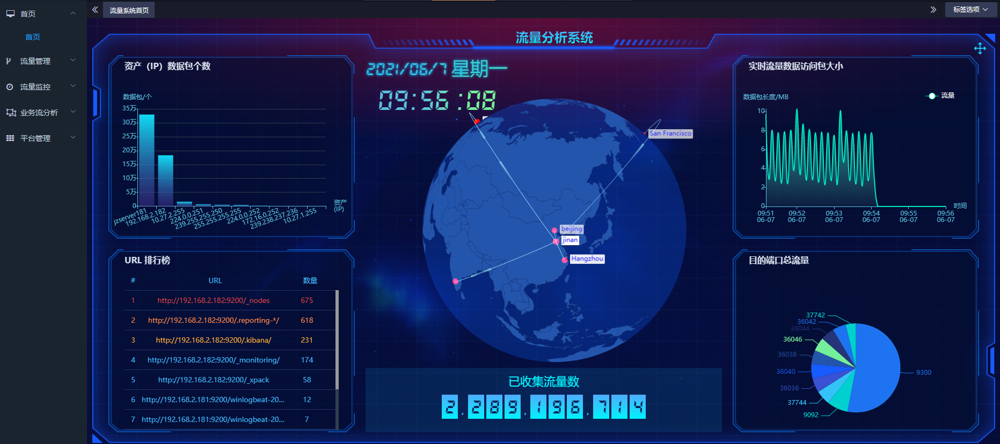 首页
首页
流量管理
流量监控
业务流分析
平台管理
流量系统首页
标签选项
流量分析系统
资产（IP）数据包个数
数据包/个
35万
30万
25万
20万
15万
10万
5万
0
jzserver181
192.168.2.182
10.27.2.255
224.0.0.251
239.255.255.250
255.255.255.255
224.0.0.252
172.16.0.252
239.238.237.236
10.27.1.255
资产
(IP)
URL 排行榜
# URL 数量
1 http://192.168.2.182:9200/_nodes 675
2 http://192.168.2.182:9200/.reporting-*/ 618
3 http://192.168.2.182:9200/.kibana/ 231
4 http://192.168.2.182:9200/_monitoring/ 174
5 http://192.168.2.182:9200/_xpack 58
6 http://192.168.2.181:9200/winlogbeat-20... 12
7 http://192.168.2.181:9200/winlogbeat-20... 7
2021/06/7 星期一
09:56 :08
San Francisco
beijing
jinan
Hangzhou
已收集流量数
2,289,196,714
实时流量数据访问包大小
数据包长度/MB
流量
10
8
6
4
2
0
09:51 09:52 09:53 09:54 09:55 09:56
06-07 06-07 06-07 06-07 06-07 06-07
时间
目的端口总流量
37742
36042
36044
36046
36038
36040
36036
37744
9092
9300